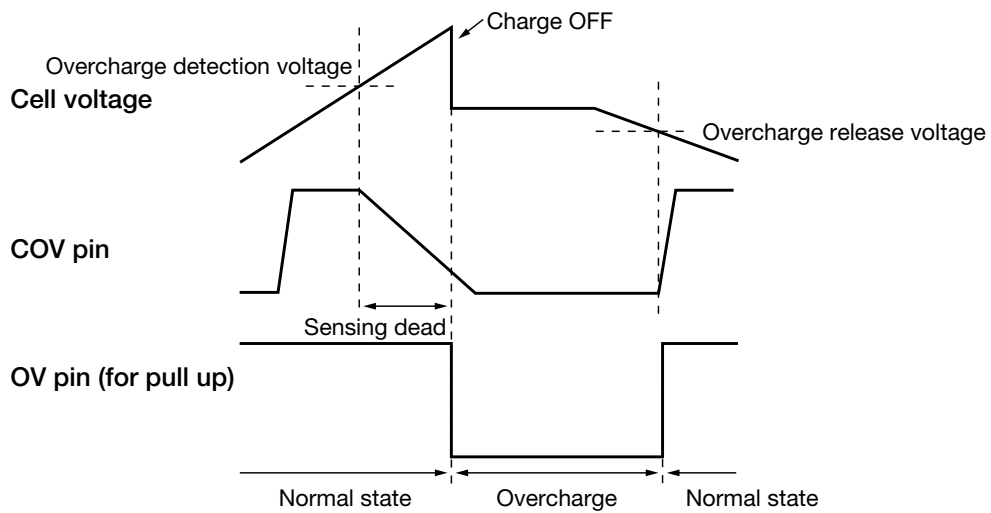 Charge OFF
Overcharge detection voltage
Cell voltage
Overcharge release voltage
COV pin
Sensing dead
OV pin (for pull up)
Normal state
Overcharge
Normal state